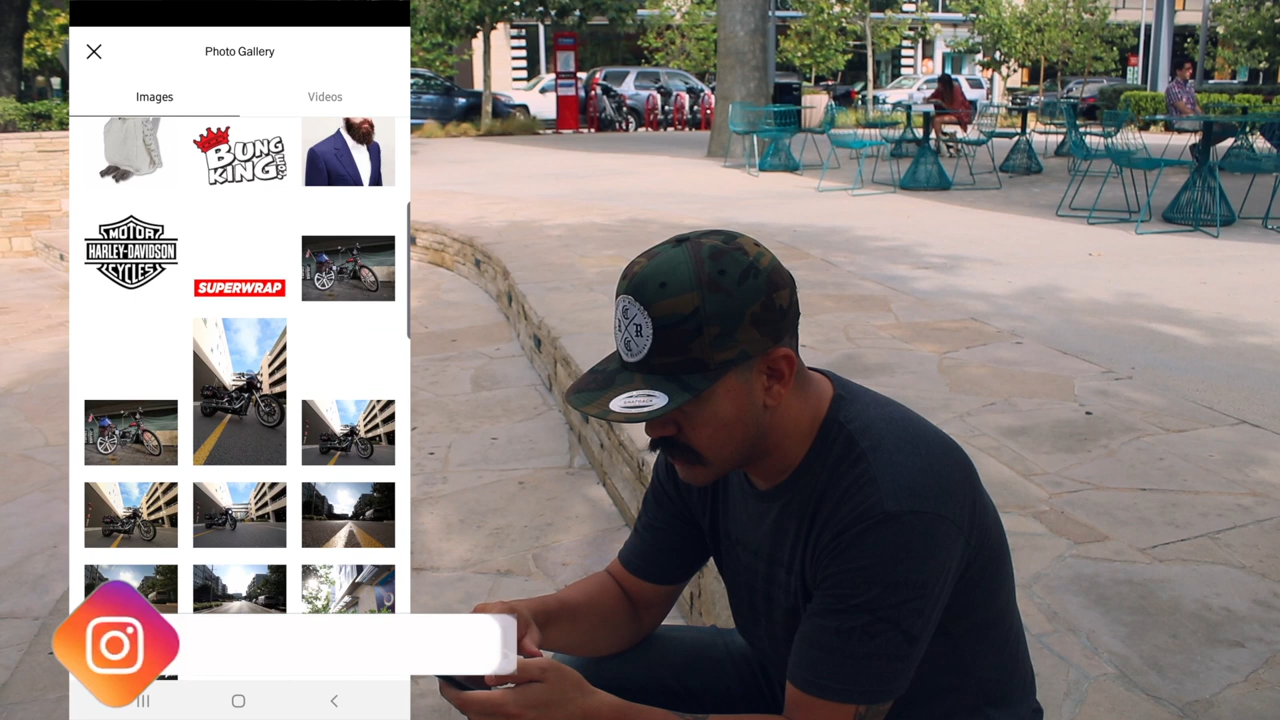 Photo Gallery
Images
Videos
BUNG
KING
MOTOR
HARLEY-DAVIDSON
CYCLES
SUPERWRAP
C
R